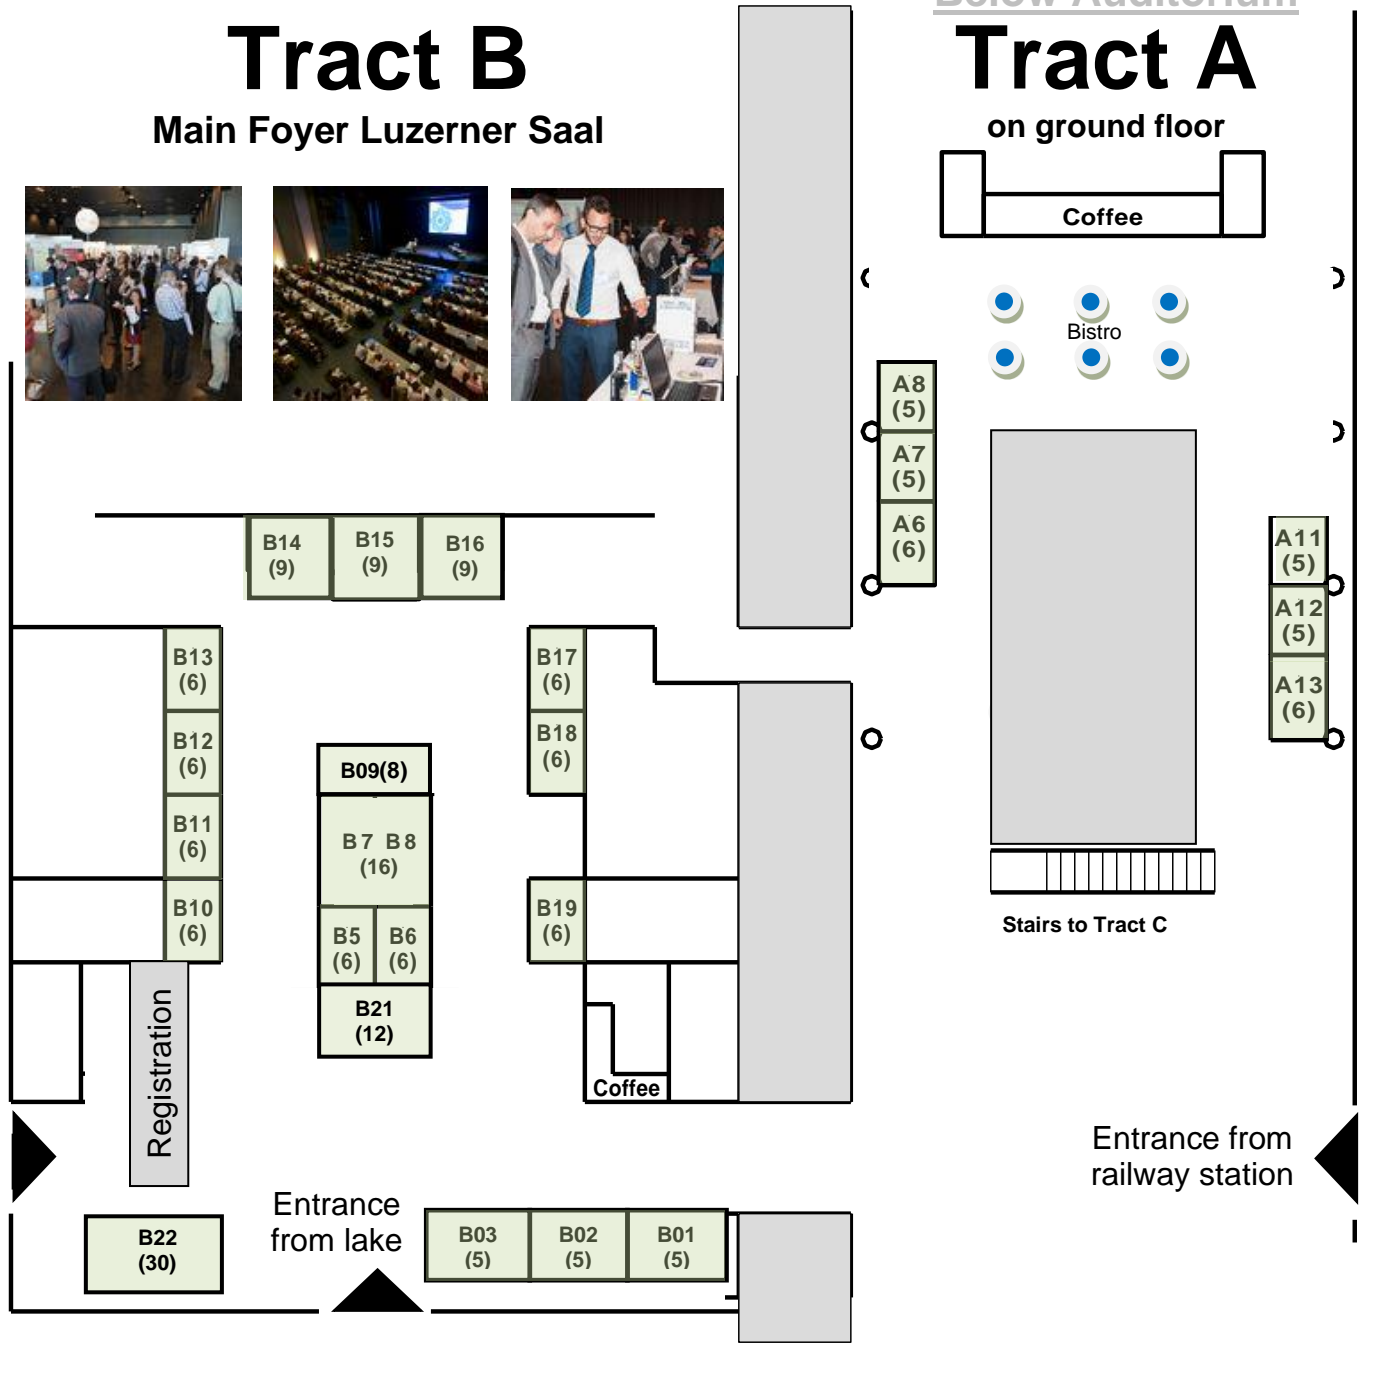 Below Auditorium
Tract B
Tract A
Main Foyer Luzerner Saal
on ground floor
Coffee
Bistro
A8
(5)
A7
(5)
A6
(6)
A11
(5)
A12
(5)
A13
(6)
B14
(9)
B15
(9)
B16
(9)
B13
(6)
B12
(6)
B11
(6)
B10
(6)
B17
(6)
B18
(6)
B19
(6)
B09(8)
B7 B8
(16)
B5
(6)
B6
(6)
B21
(12)
Stairs to Tract C
Registration
Coffee
Entrance from
railway station
Entrance
from lake
B22
(30)
B03
(5)
B02
(5)
B01
(5)